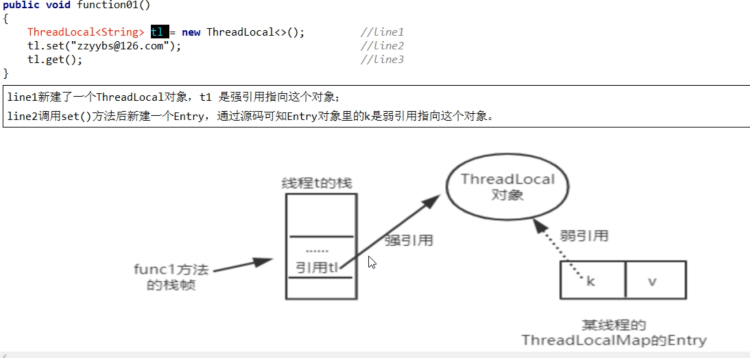 public void function01()
{
ThreadLocal<String> tl = new ThreadLocal<>(); //line1
tl.set("zzyybs@126.com"); //line2
tl.get(); //line3
}
line1新建了一个ThreadLocal对象，t1 是强引用指向这个对象；
line2调用set()方法后新建一个Entry，通过源码可知Entry对象里的k是弱引用指向这个对象。
线程t的栈
ThreadLocal
对象
强引用
弱引用
......
引用tl
func1方法
的栈帧
k
v
某线程的
ThreadLocalMap的Entry